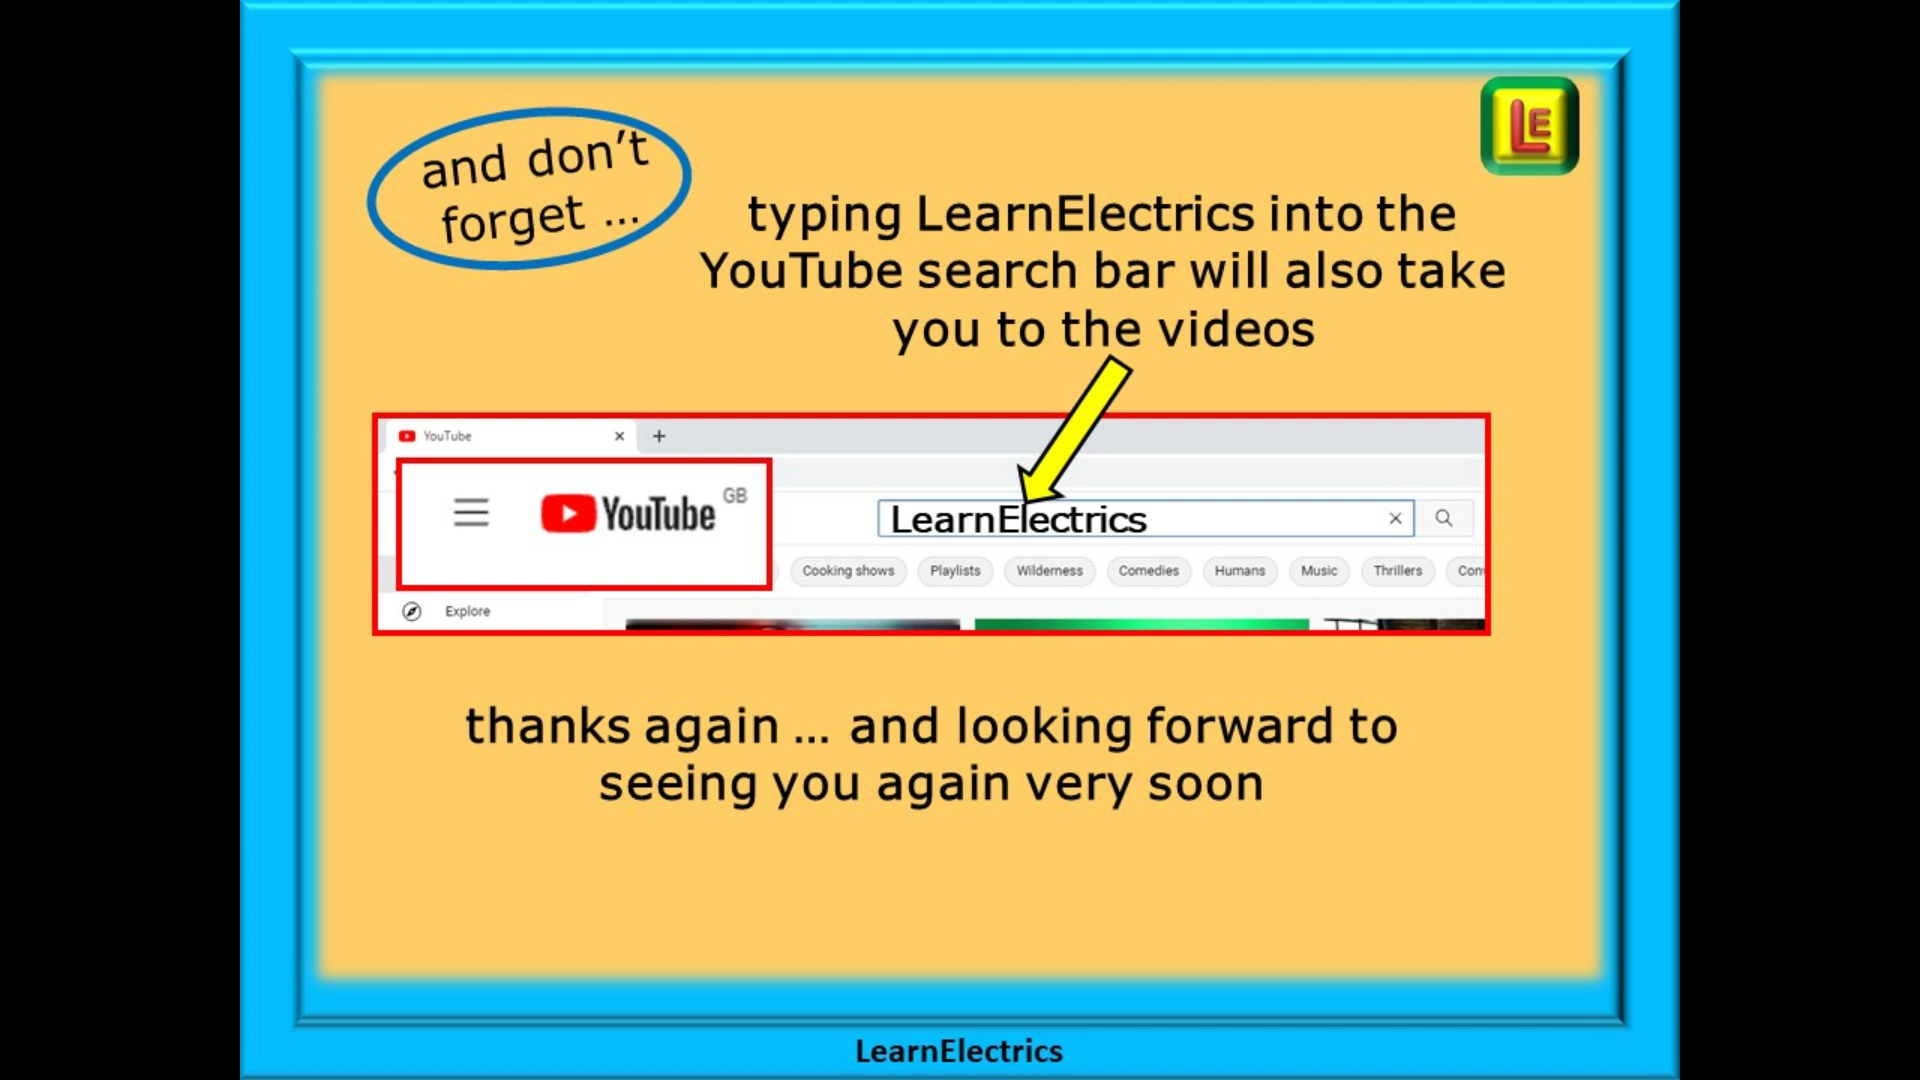 and don't
forget ...
LE
typing LearnElectrics into the
YouTube search bar will also take
you to the videos
YouTube
YouTube GB
LearnElectrics
Cooking shows Playlists Wilderness Comedies Humans Music Thrillers
Explore
thanks again ... and looking forward to
seeing you again very soon
LearnElectrics